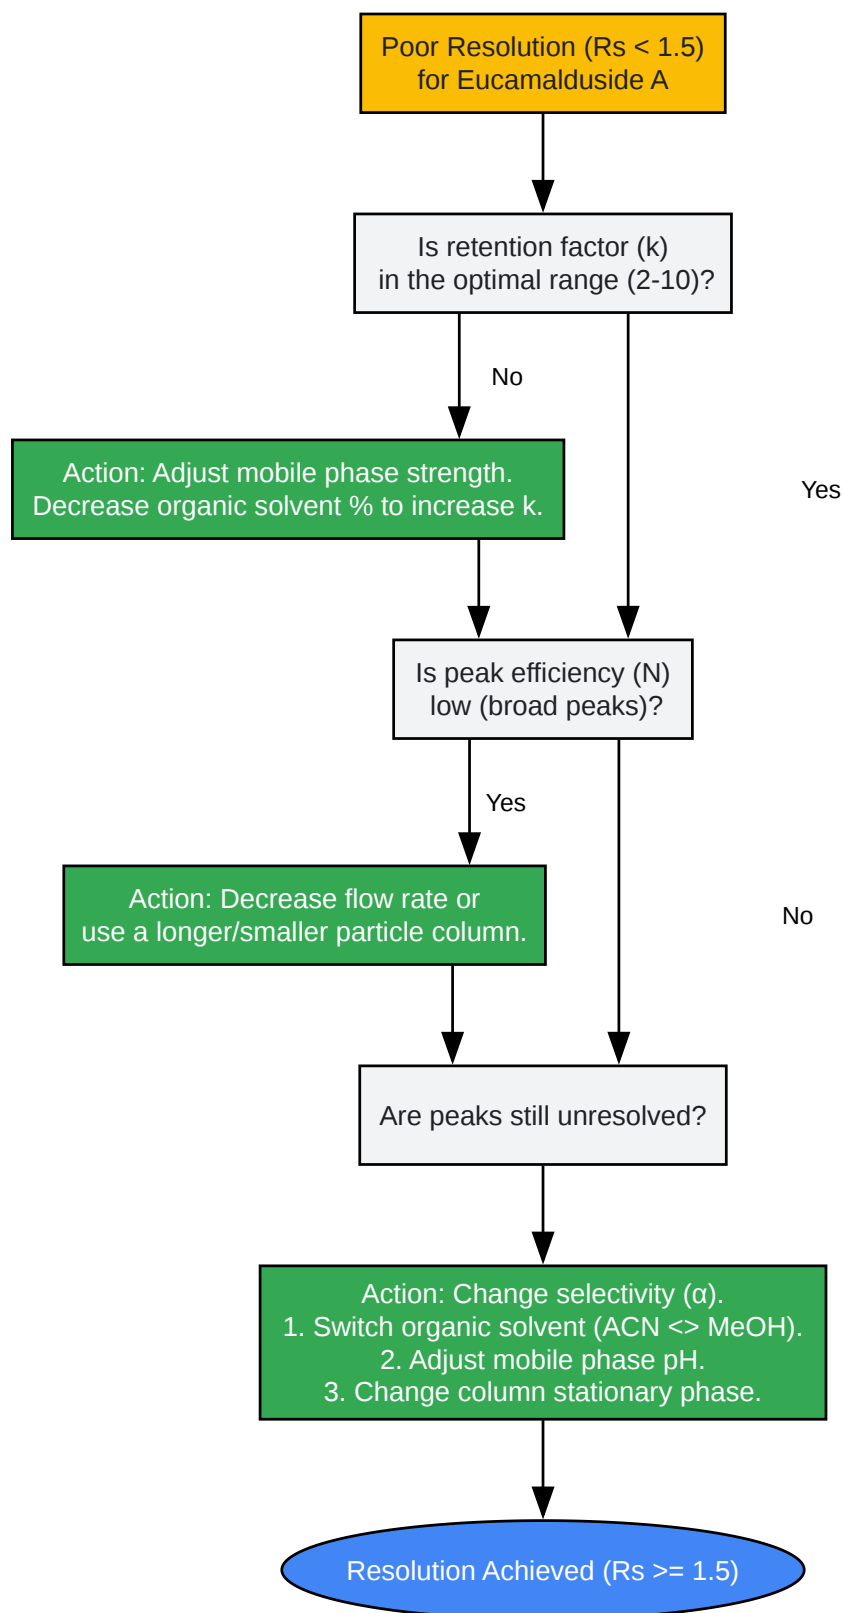 Poor Resolution (Rs < 1.5)
for Eucamalduside A
Is retention factor (k)
in the optimal range (2-10)?
No
Action: Adjust mobile phase strength.
Decrease organic solvent % to increase k.
Yes
Is peak efficiency (N)
low (broad peaks)?
Yes
Action: Decrease flow rate or
use a longer/smaller particle column.
No
Are peaks still unresolved?
Action: Change selectivity (α).
1. Switch organic solvent (ACN <> MeOH).
2. Adjust mobile phase pH.
3. Change column stationary phase.
Resolution Achieved (Rs >= 1.5)